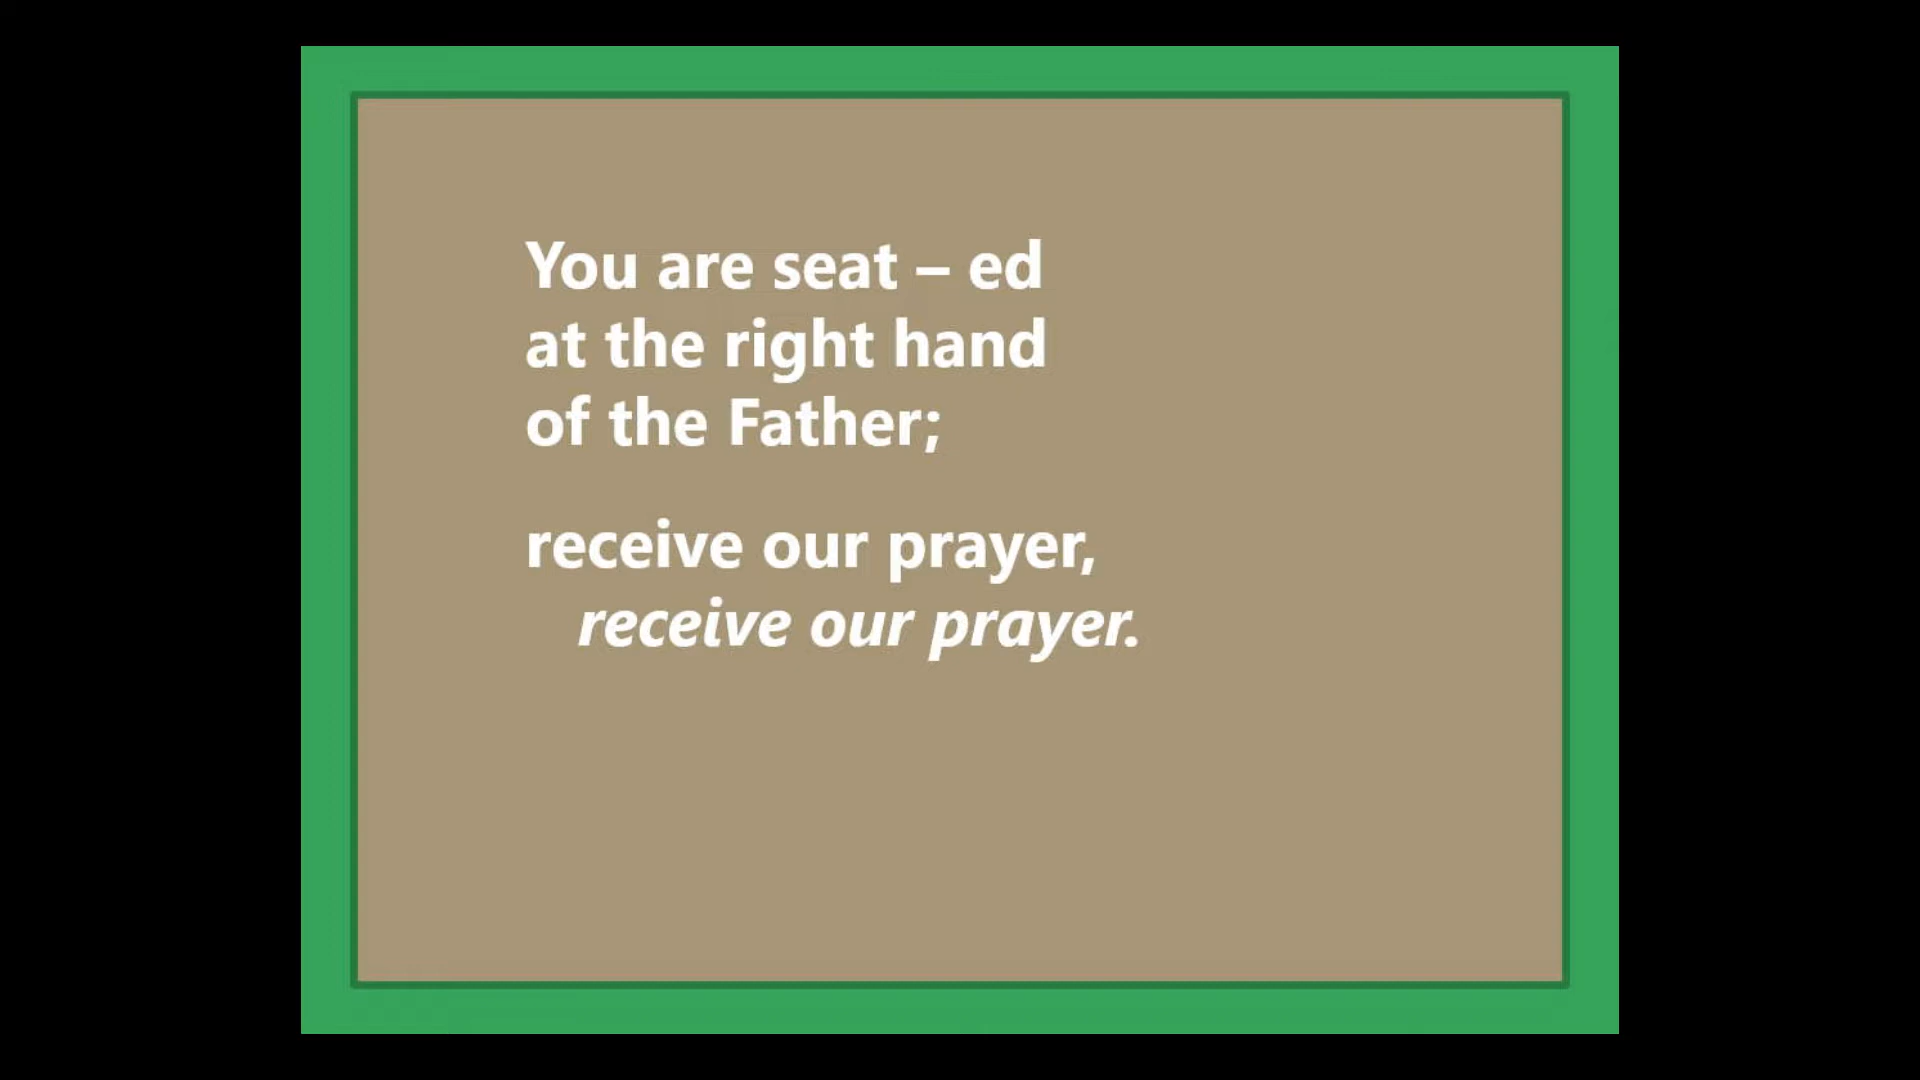 You are seat – ed
at the right hand
of the Father;
receive our prayer,
receive our prayer.